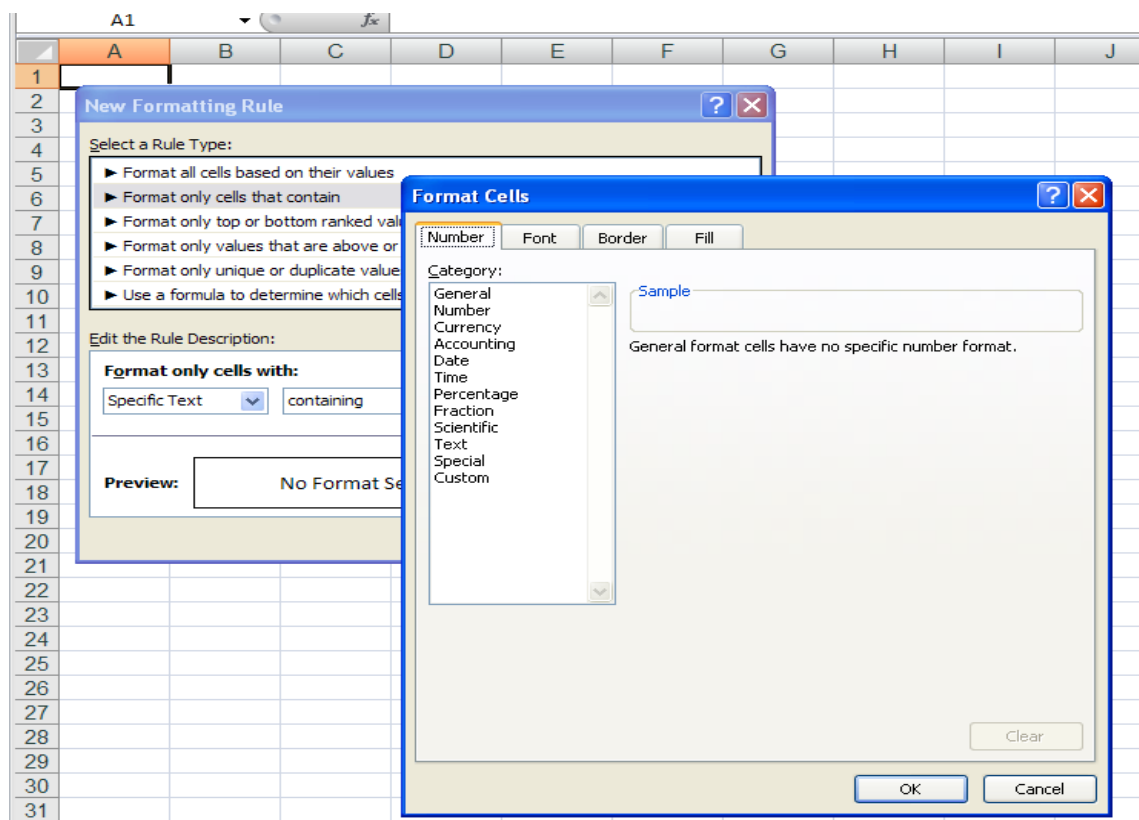 A1 fx
A B C D E F G H I J
1
2
3
4
5
6
7
8
9
10
11
12
13
14
15
16
17
18
19
20
21
22
23
24
25
26
27
28
29
30
31
New Formatting Rule
Select a Rule Type:
► Format all cells based on their values
► Format only cells that contain
► Format only top or bottom ranked
► Format only values that are above or
► Format only unique or duplicate
► Use a formula to determine which
Edit the Rule Description:
Format only cells with:
Specific Text containing
Preview: No Format
Format Cells
Number Font Border Fill
Category:
General
Number
Currency
Accounting
Date
Time
Percentage
Fraction
Scientific
Text
Special
Custom
Sample
General format cells have no specific number format.
Clear
OK Cancel